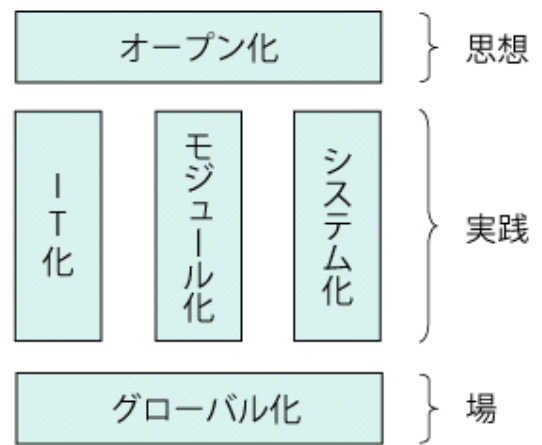 オープン化
思想
IT化
モジュール化
システム化
実践
グローバル化
場